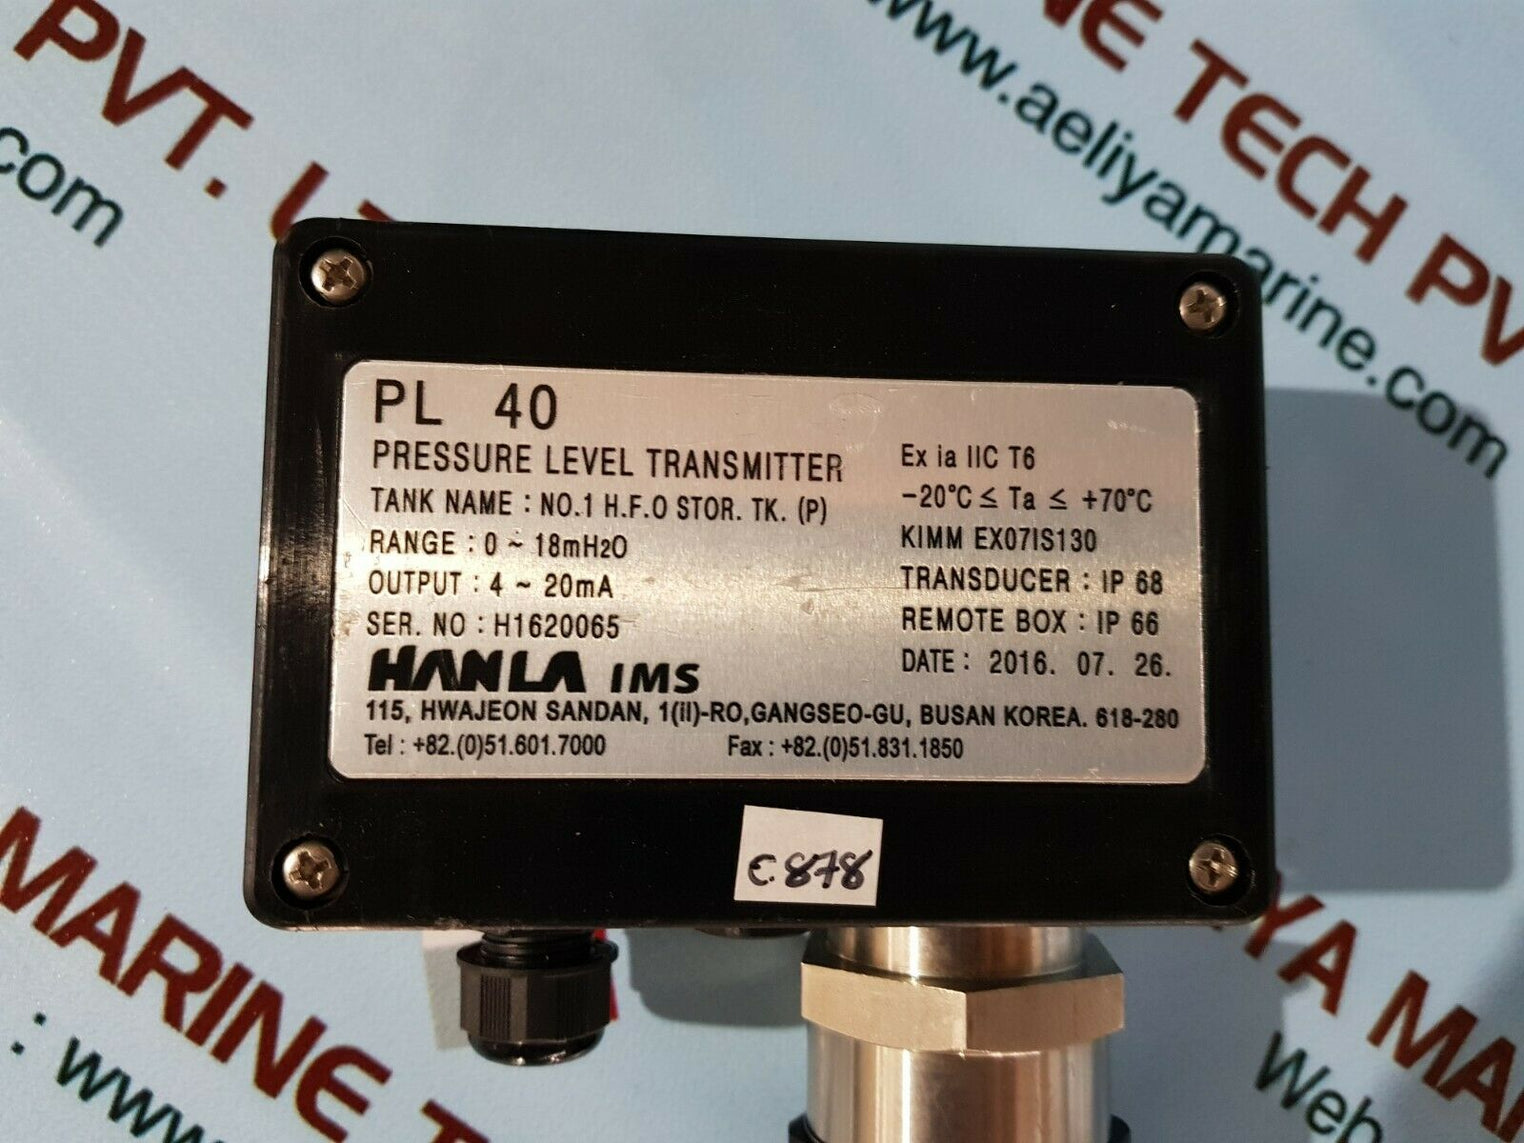 PVT. LT
.com
NE TECH PV
www.aeliyamarine.com
PL 40
PRESSURE LEVEL TRANSMITTER
TANK NAME : NO.1 H.F.O STOR. TK. (P)
RANGE : 0 ~ 18mH2O
OUTPUT : 4 ~ 20mA
SER. NO : H1620065
Ex ia IIC T6
-20°C ≤ Ta ≤ +70°C
KIMM EX07IS130
TRANSDUCER : IP 68
REMOTE BOX : IP 66
DATE : 2016. 07. 26.
HANLA IMS
115, HWAJEON SANDAN, 1(il)-RO,GANGSEO-GU, BUSAN KOREA. 618-280
Tel : +82.(0)51.601.7000 Fax : +82.(0)51.831.1850
C.878
MARINE T
: www
YA MAR
Web